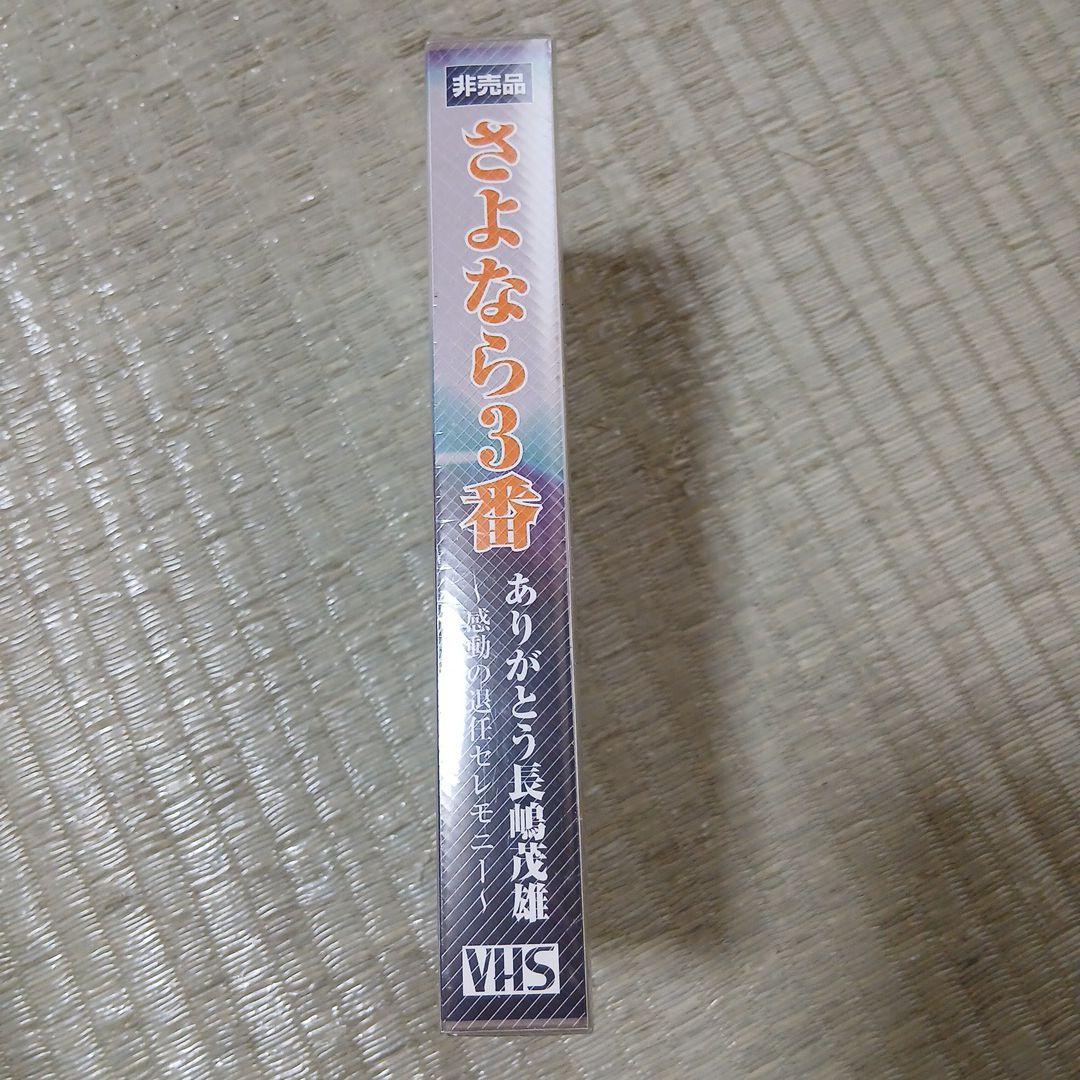 非売品
さよなら3番
ありがとう長嶋茂雄
～感動の退任セレモニー～
VHS